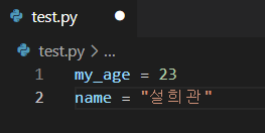 test.py
test.py > ...
1 my_age = 23
2 name = "설희관"